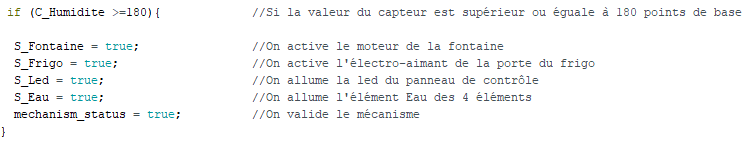 if (C_Humidite >=180){ //Si la valeur du capteur est supérieur ou éguale à 180 points de base
S_Fontaine = true; //On active le moteur de la fontaine
S_Frigo = true; //On active l'électro-aimant de la porte du frigo
S_Led = true; //On allume la led du panneau de contrôle
S_Eau = true; //On allume l'élément Eau des 4 éléments
mechanism_status = true; //On valide le mécanisme
}